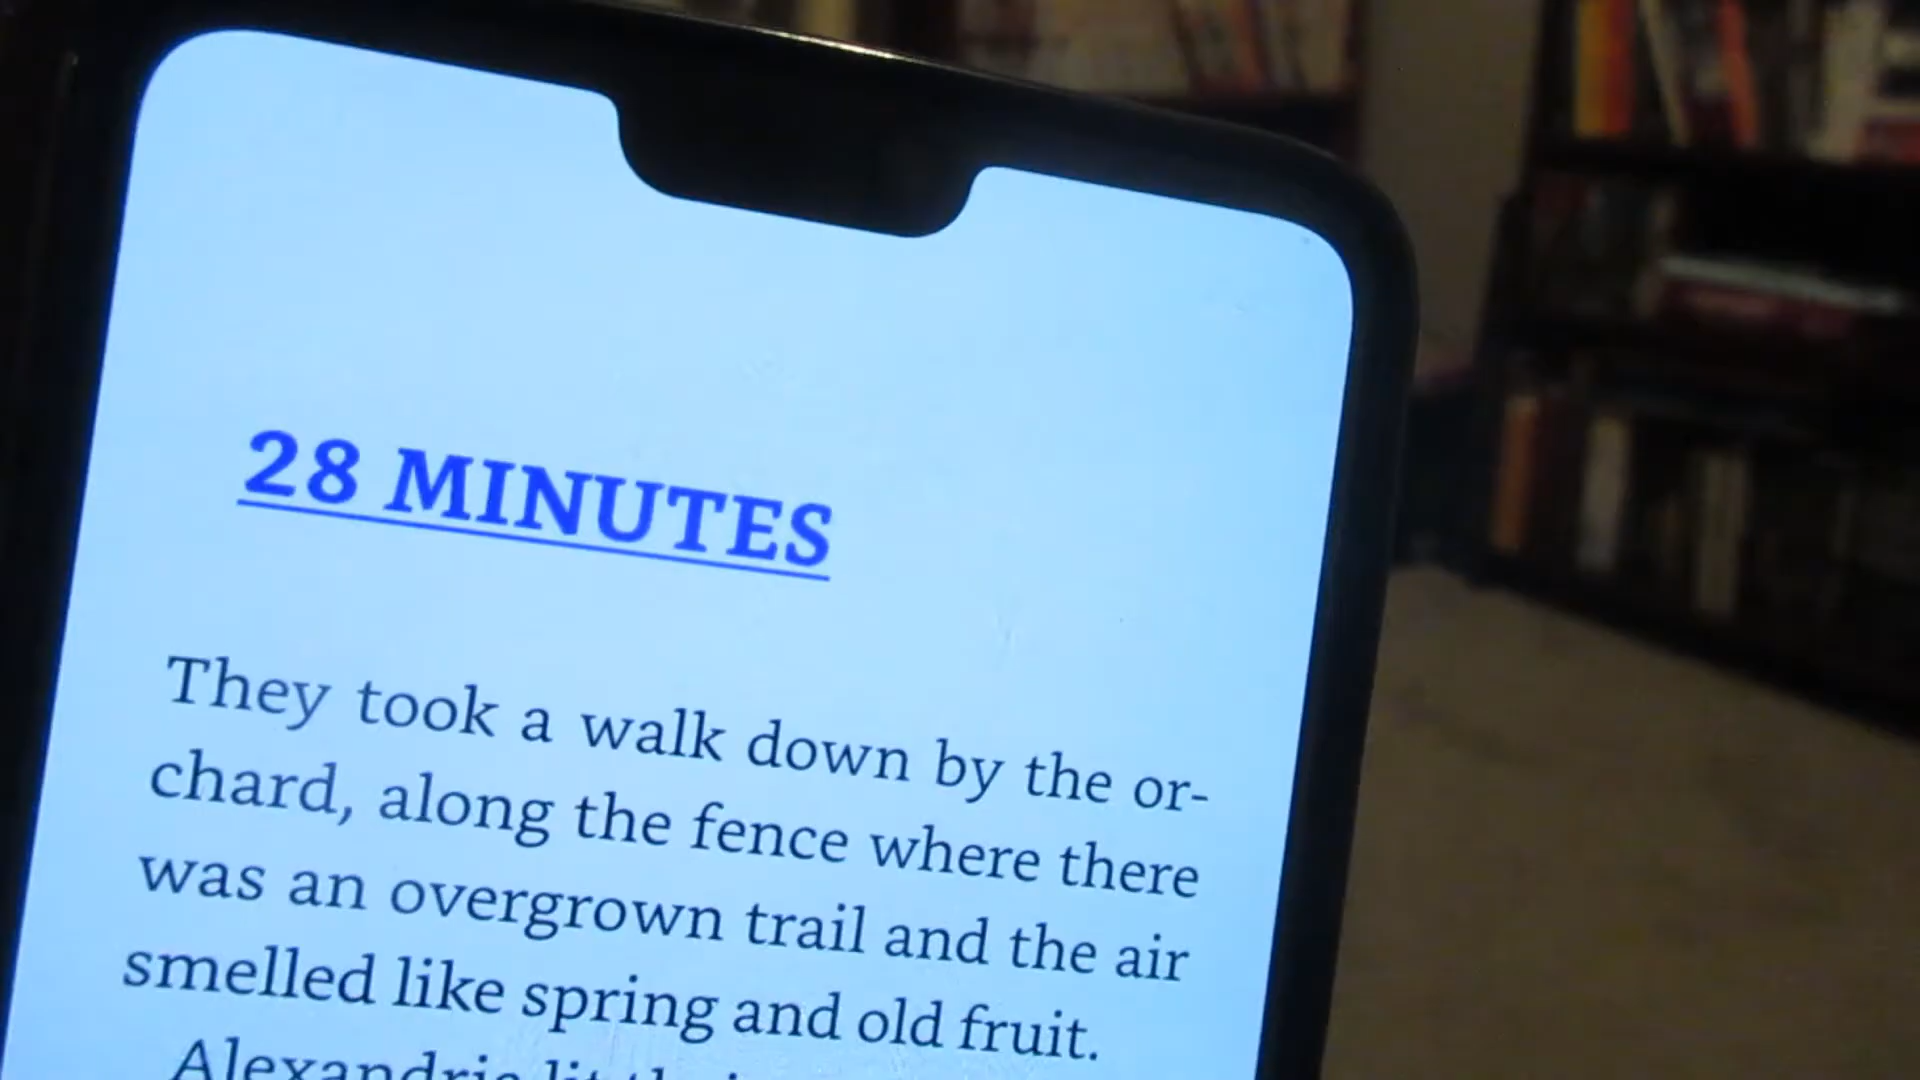 28 MINUTES
They took a walk down by the or-
chard, along the fence where there
was an overgrown trail and the air
smelled like spring and old fruit.